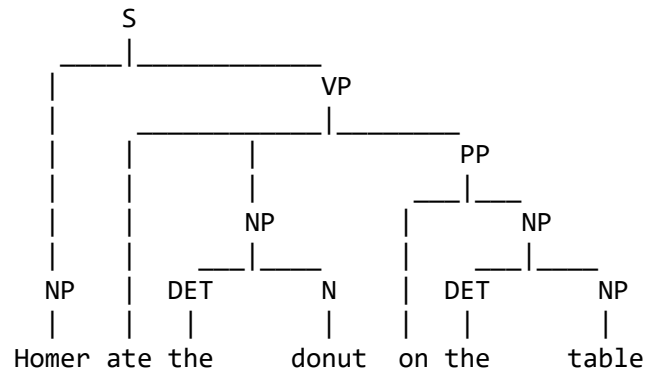 S
VP
PP
NP NP
NP DET N DET NP
Homer ate the donut on the table